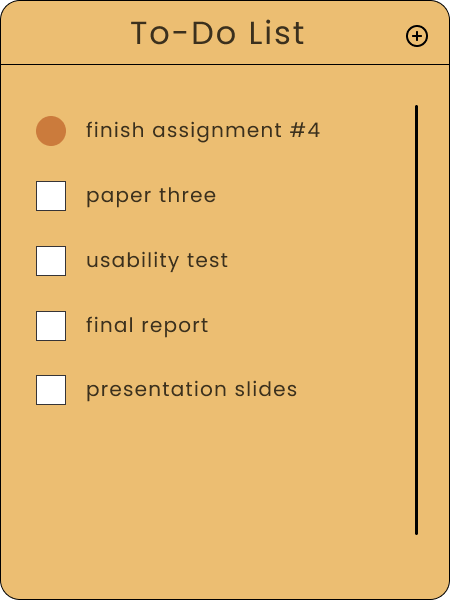 To-Do List
finish assignment #4
paper three
usability test
final report
presentation slides